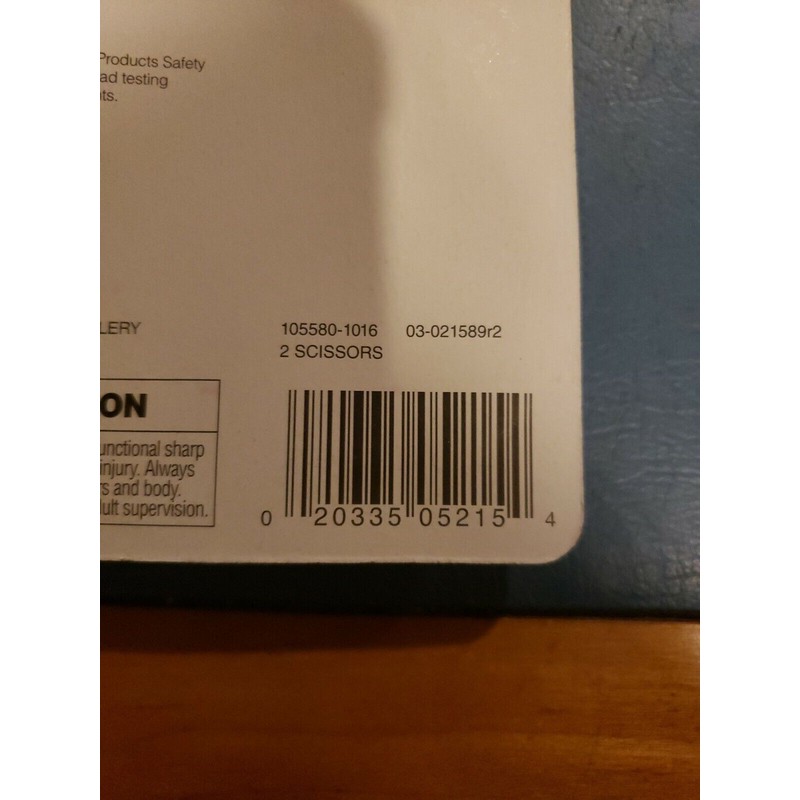 Products Safety
ad testing
ts.
LERY
105580-1016 03-021589r2
2 SCISSORS
ON
unctional sharp
injury. Always
rs and body.
ult supervision.
0 20335 05215 4